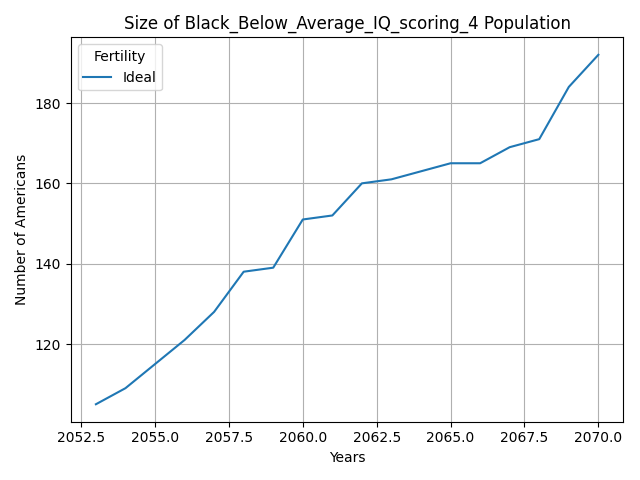 Size of Black_Below_Average_IQ_scoring_4 Population
Fertility
Ideal
180
160
140
120
Number of Americans
2052.5 2055.0 2057.5 2060.0 2062.5 2065.0 2067.5 2070.0
Years